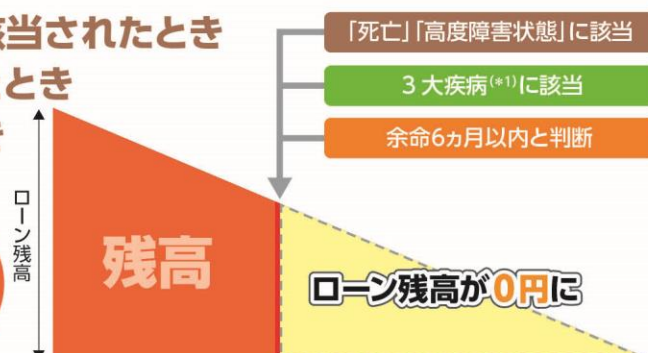 該当されたとき
とき
「死亡」「高度障害状態」に該当
3大疾病(*1)に該当
余命6ヵ月以内と判断
ローン残高
残高
ローン残高が0円に